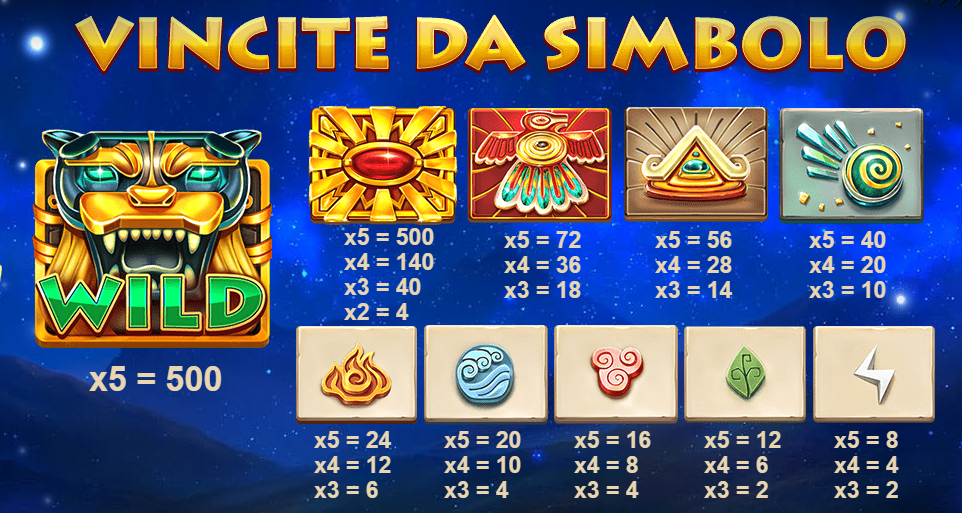 VINCITE DA SIMBOLO
WILD
x5 = 500
x5 = 500
x4 = 140
x3 = 40
x2 = 4
x5 = 72
x4 = 36
x3 = 18
x5 = 56
x4 = 28
x3 = 14
x5 = 40
x4 = 20
x3 = 10
x5 = 24
x4 = 12
x3 = 6
x5 = 20
x4 = 10
x3 = 4
x5 = 16
x4 = 8
x3 = 4
x5 = 12
x4 = 6
x3 = 2
x5 = 8
x4 = 4
x3 = 2